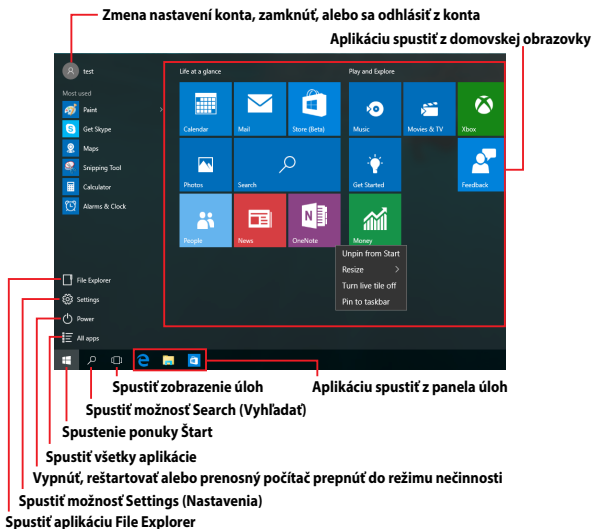 Zmena nastavení konta, zamknúť, alebo sa odhlásiť z konta
Aplikáciu spustiť z domovskej obrazovky
test
Most used
Paint
Get Skype
Maps
Snipping Tool
Calculator
Alarms & Clock
File Explorer
Settings
Power
All apps
Life at a glance
Play and Explore
Calendar
Mail
Store (Beta)
Music
Movies & TV
Xbox
Photos
Search
Get Started
Feedback
People
News
OneNote
Money
Unpin from Start
Resize
Turn live tile off
Pin to taskbar
Spustiť zobrazenie úloh
Aplikáciu spustiť z panela úloh
Spustiť možnosť Search (Vyhľadať)
Spustenie ponuky Štart
Spustiť všetky aplikácie
Vypnúť, reštartovať alebo prenosný počítač prepnúť do režimu nečinnosti
Spustiť možnosť Settings (Nastavenia)
Spustiť aplikáciu File Explorer